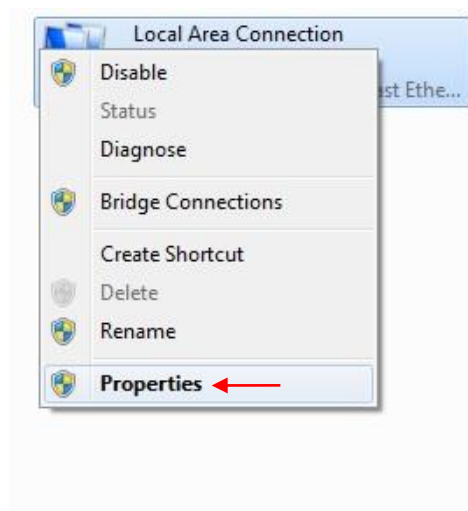 Local Area Connection
Disable
ast Ethe...
Status
Diagnose
Bridge Connections
Create Shortcut
Delete
Rename
Properties